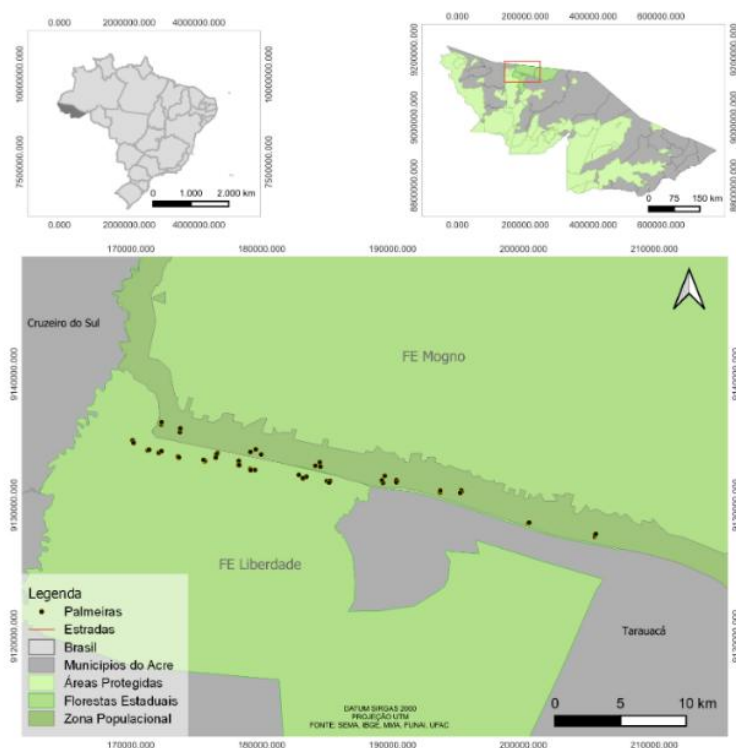 0.000 2000000.000 4000000.000
10000000.000
10000000.000
7500000.000
7500000.000
0 1.000 2.000 km
0.000 2000000.000 4000000.000
0.000 200000.000 400000.000 600000.000
9200000.000
9200000.000
9000000.000
9000000.000
8800000.000
8800000.000
0 75 150 km
0.000 200000.000 400000.000 600000.000
170000.000 180000.000 190000.000 200000.000 210000.000
Cruzeiro do Sul
FE Mogno
9140000.000
9140000.000
9130000.000
9130000.000
FE Liberdade
Legenda
Palmeiras
Estradas
Brasil
Municípios do Acre
Áreas Protegidas
Florestas Estaduais
Zona Populacional
9120000.000
9120000.000
Tarauacá
DATUM SIRGAS 2000
PROJEÇÃO UTM
FONTE: SEMA, IBGE, MMA, FUNAI, UFAC
0 5 10 km
170000.000 180000.000 190000.000 200000.000 210000.000